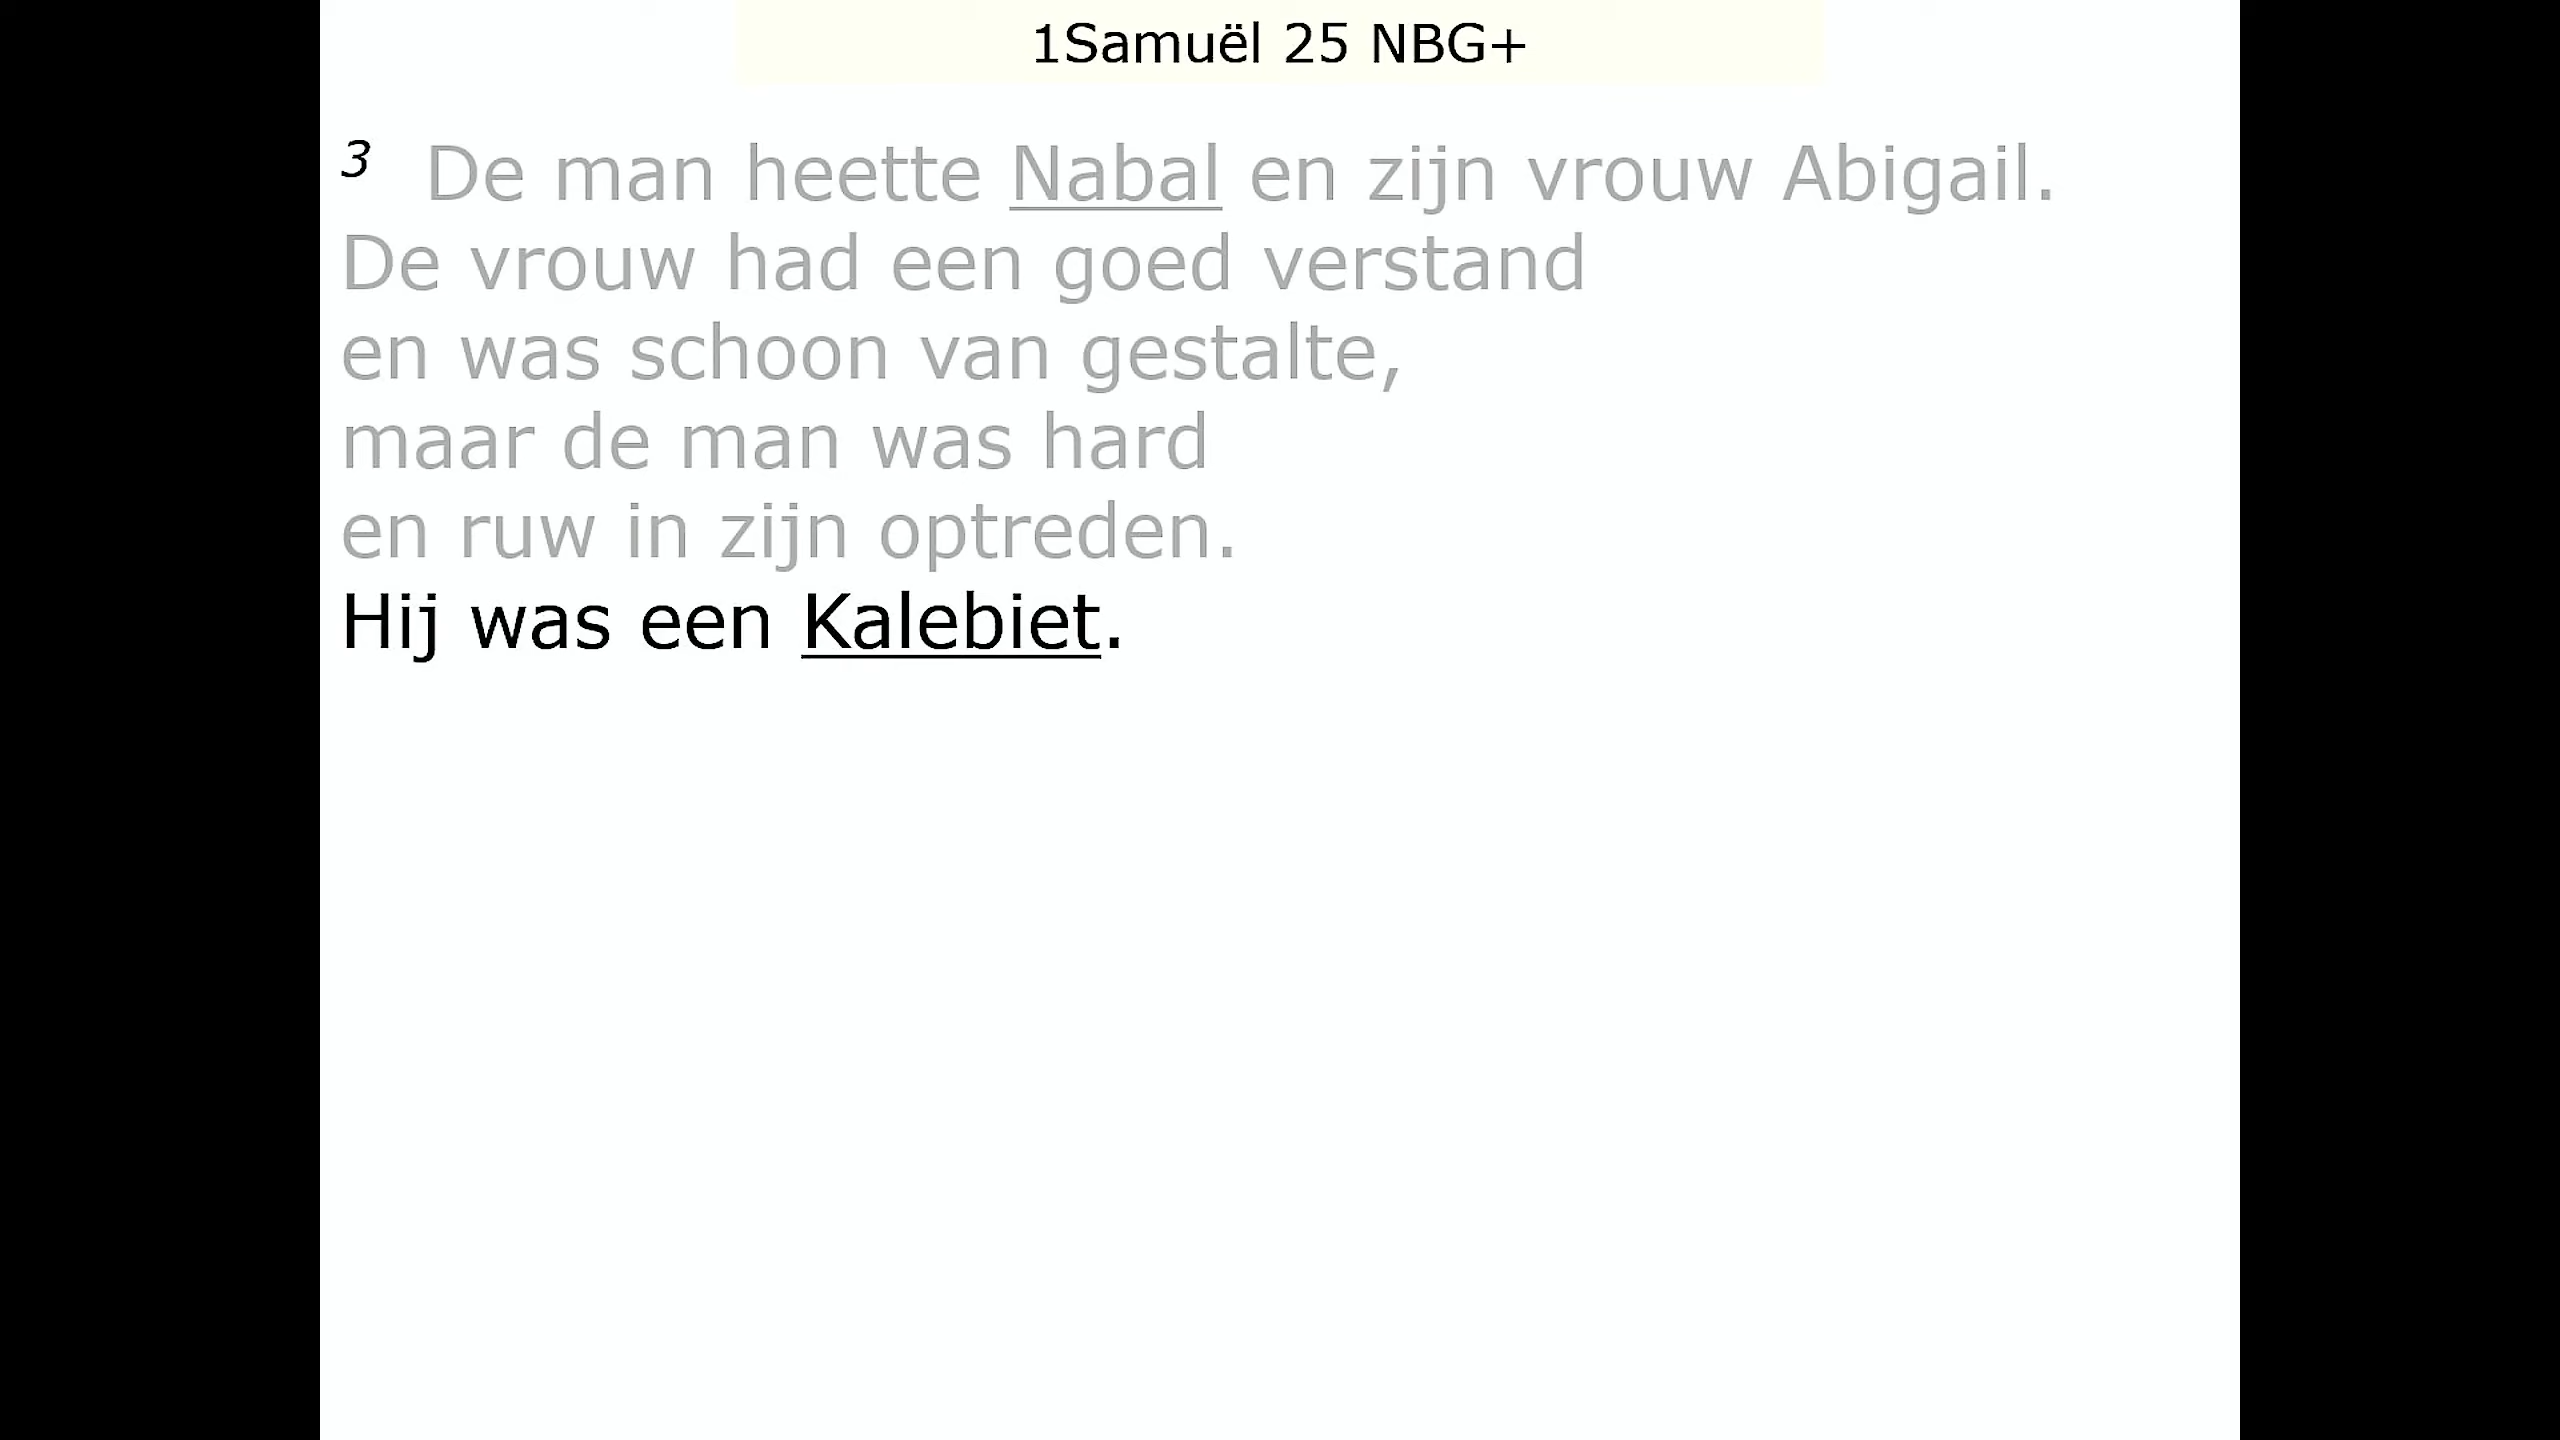 1Samuël 25 NBG+
3 De man heette Nabal en zijn vrouw Abigail.
De vrouw had een goed verstand
en was schoon van gestalte,
maar de man was hard
en ruw in zijn optreden.
Hij was een Kalebiet.